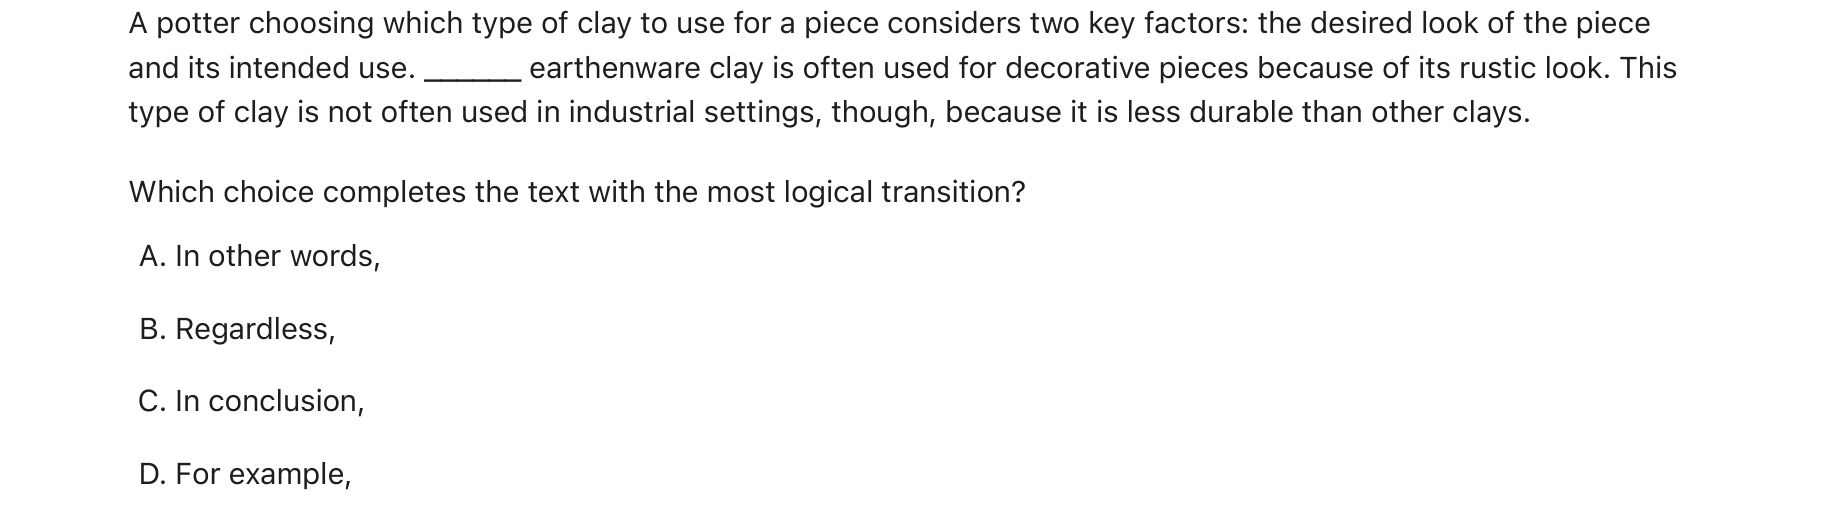 A potter choosing which type of clay to use for a piece considers two key factors: the desired look of the piece
and its intended use. ______ earthenware clay is often used for decorative pieces because of its rustic look. This
type of clay is not often used in industrial settings, though, because it is less durable than other clays.
Which choice completes the text with the most logical transition?
A. In other words,
B. Regardless,
C. In conclusion,
D. For example,